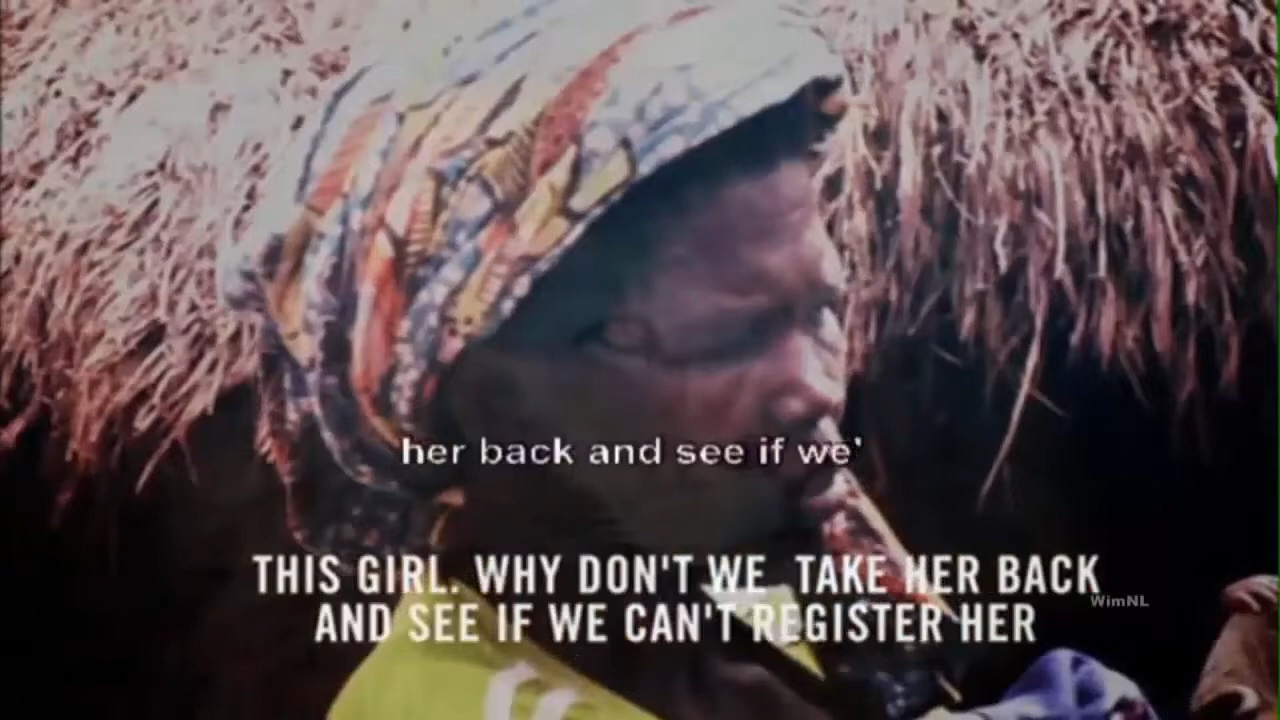 her back and see if we'
THIS GIRL. WHY DON'T WE TAKE HER BACK
WimNL
AND SEE IF WE CAN'T REGISTER HER